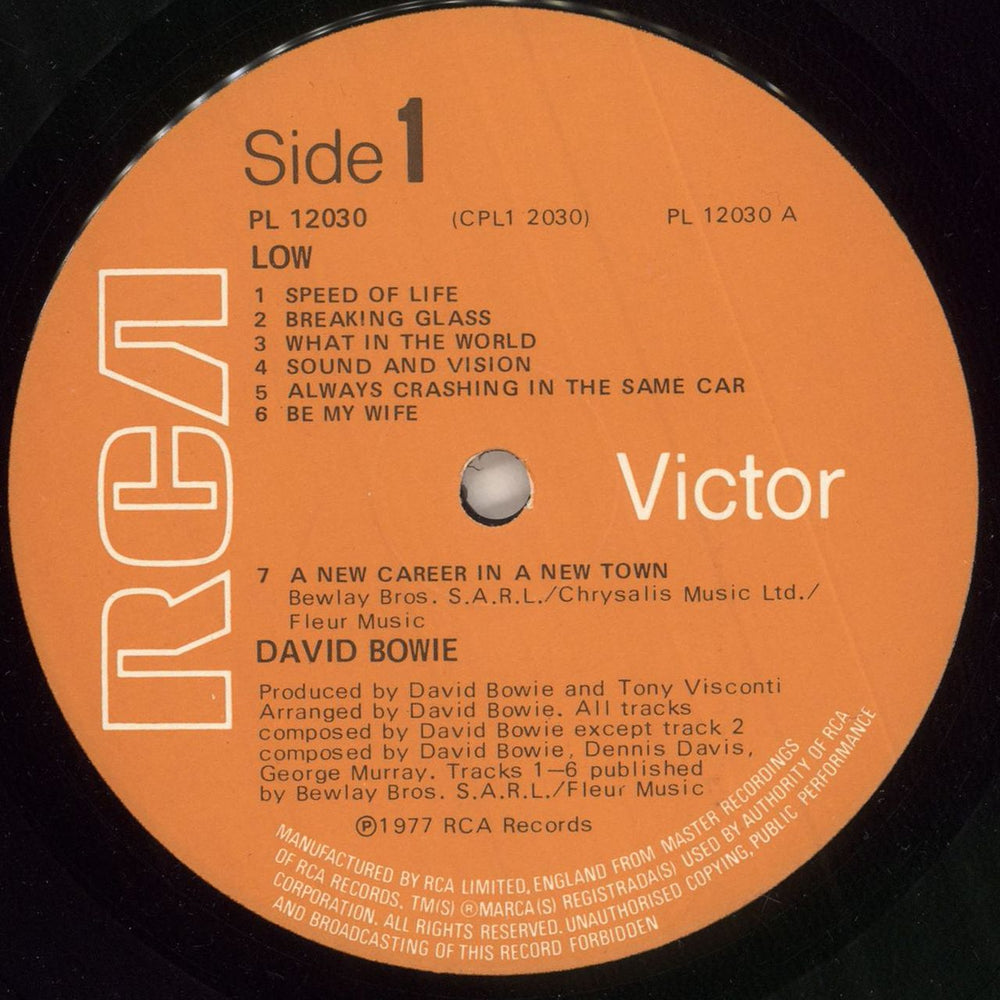 Side 1
PL 12030 (CPL1 2030) PL 12030 A
LOW
1 SPEED OF LIFE
2 BREAKING GLASS
3 WHAT IN THE WORLD
4 SOUND AND VISION
5 ALWAYS CRASHING IN THE SAME CAR
6 BE MY WIFE
RCA
Victor
7 A NEW CAREER IN A NEW TOWN
Bewlay Bros. S.A.R.L./Chrysalis Music Ltd./
Fleur Music
DAVID BOWIE
Produced by David Bowie and Tony Visconti
Arranged by David Bowie. All tracks
composed by David Bowie except track 2
composed by David Bowie, Dennis Davis,
George Murray. Tracks 1–6 published
by Bewlay Bros. S.A.R.L./Fleur Music
℗1977 RCA Records
MANUFACTURED BY RCA LIMITED, ENGLAND FROM MASTER RECORDINGS
OF RCA RECORDS. TM(S) ® MARCA(S) REGISTRADA(S) USED BY AUTHORITY OF RCA
CORPORATION. ALL RIGHTS RESERVED. UNAUTHORISED COPYING, PUBLIC PERFORMANCE
AND BROADCASTING OF THIS RECORD FORBIDDEN